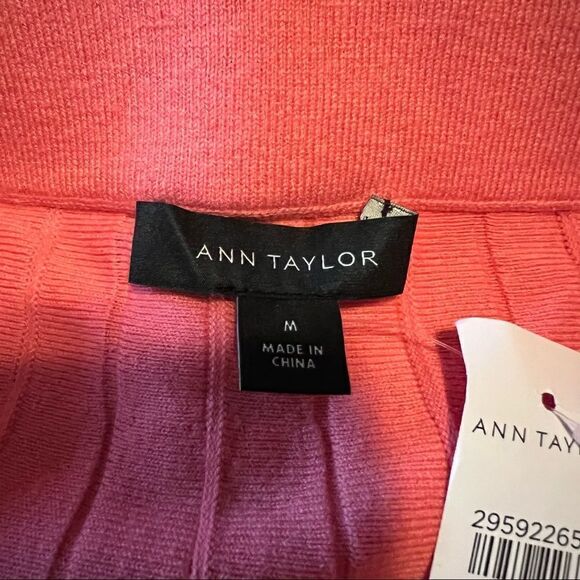 ANN TAYLOR
M
MADE IN
CHINA
ANN TAY
29592265